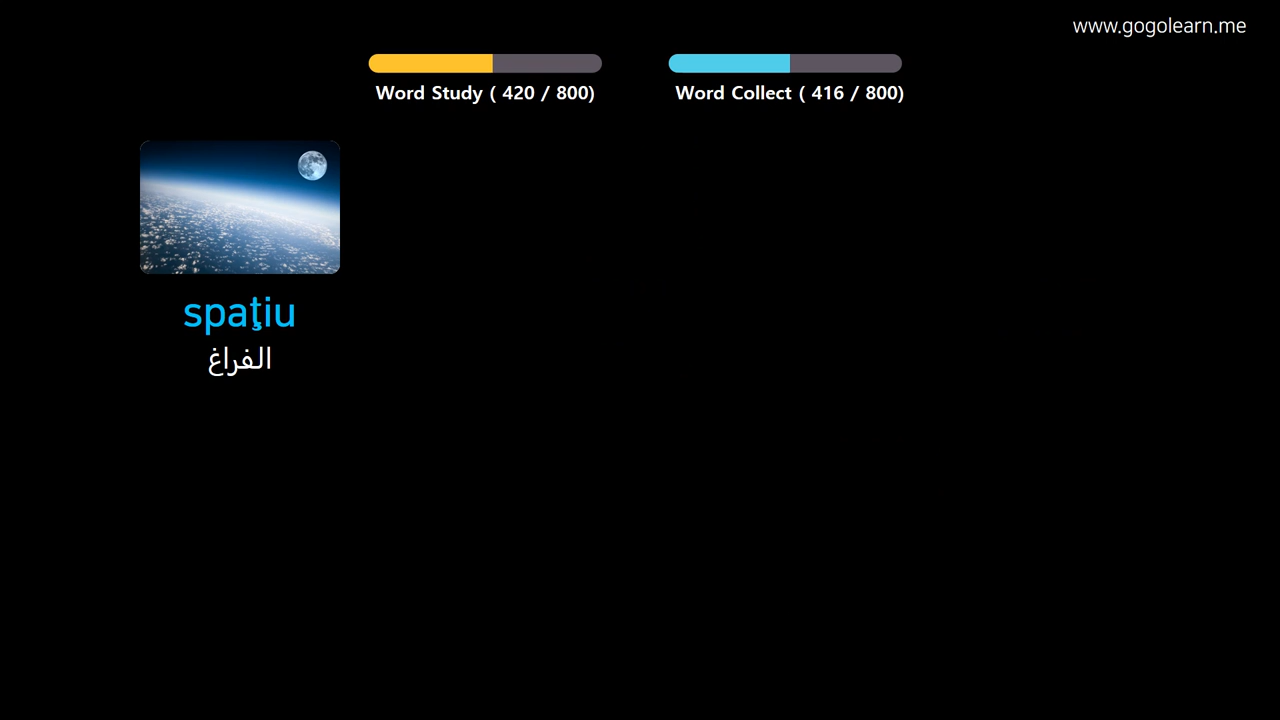 www.gogolearn.me
Word Study ( 420 / 800)
Word Collect ( 416 / 800)
spaţiu
الفراغ